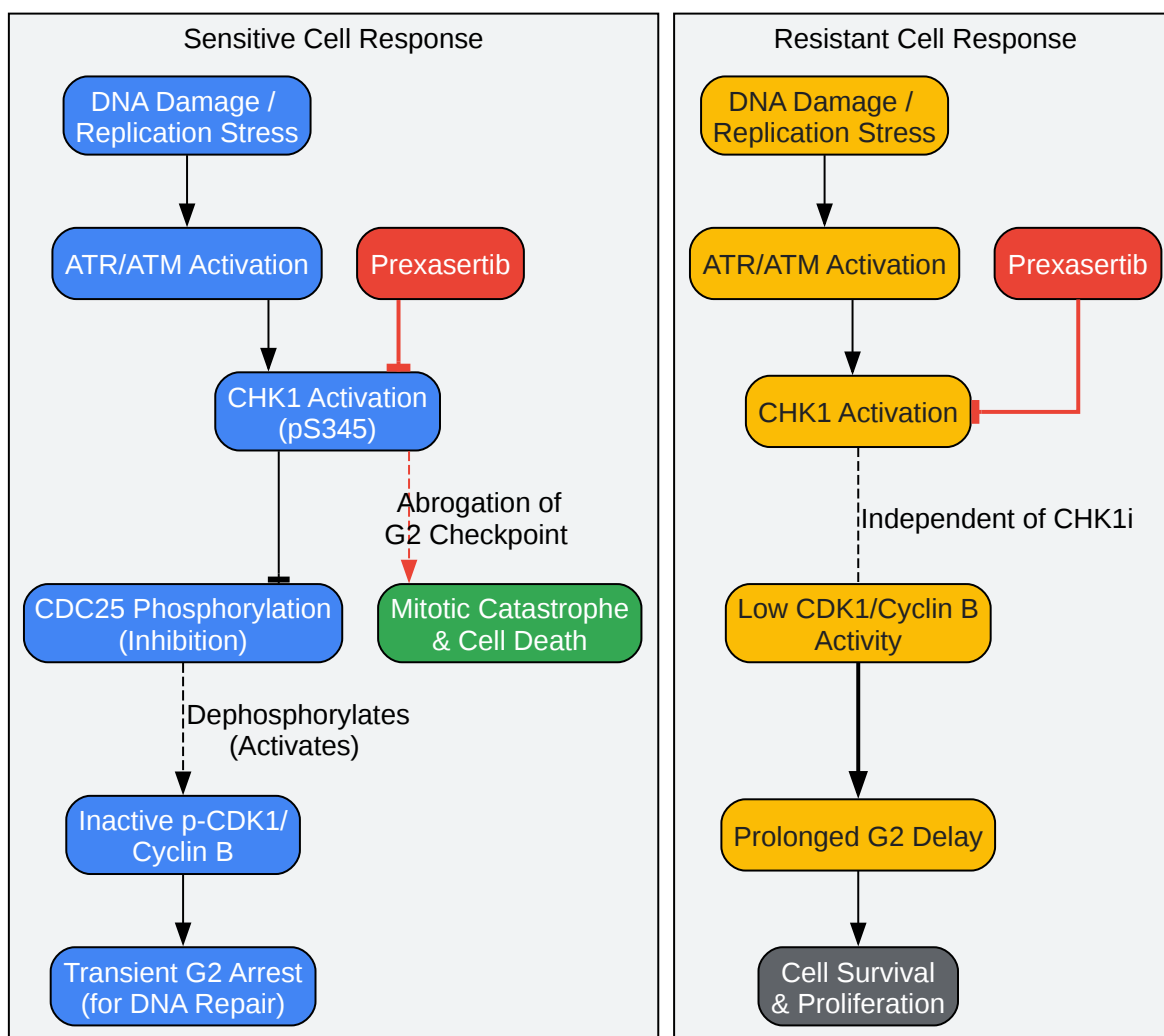 Sensitive Cell Response
DNA Damage /
Replication Stress
ATR/ATM Activation
Prexasertib
CHK1 Activation
(pS345)
Abrogation of
G2 Checkpoint
CDC25 Phosphorylation
(Inhibition)
Mitotic Catastrophe
& Cell Death
Dephosphorylates
(Activates)
Inactive p-CDK1/
Cyclin B
Transient G2 Arrest
(for DNA Repair)
Resistant Cell Response
DNA Damage /
Replication Stress
ATR/ATM Activation
Prexasertib
CHK1 Activation
Independent of CHK1i
Low CDK1/Cyclin B
Activity
Prolonged G2 Delay
Cell Survival
& Proliferation